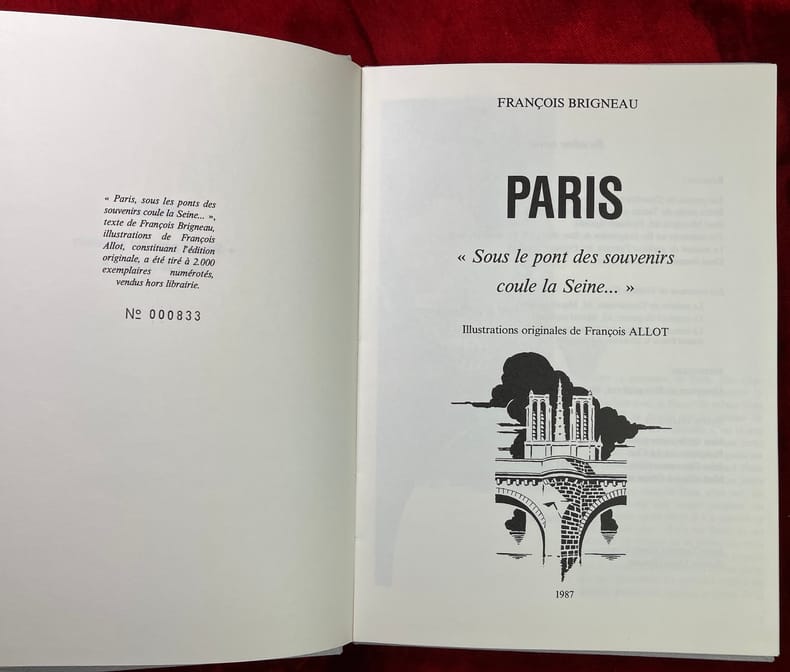 « Paris, sous les ponts des
souvenirs coule la Seine... »,
texte de François Brigneau,
illustrations de François
Allot, constituant l'édition
originale, a été tiré à 2.000
exemplaires numérotés,
vendus hors librairie.
Nº 000833
FRANÇOIS BRIGNEAU
PARIS
« Sous le pont des souvenirs
coule la Seine... »
Illustrations originales de François ALLOT
1987